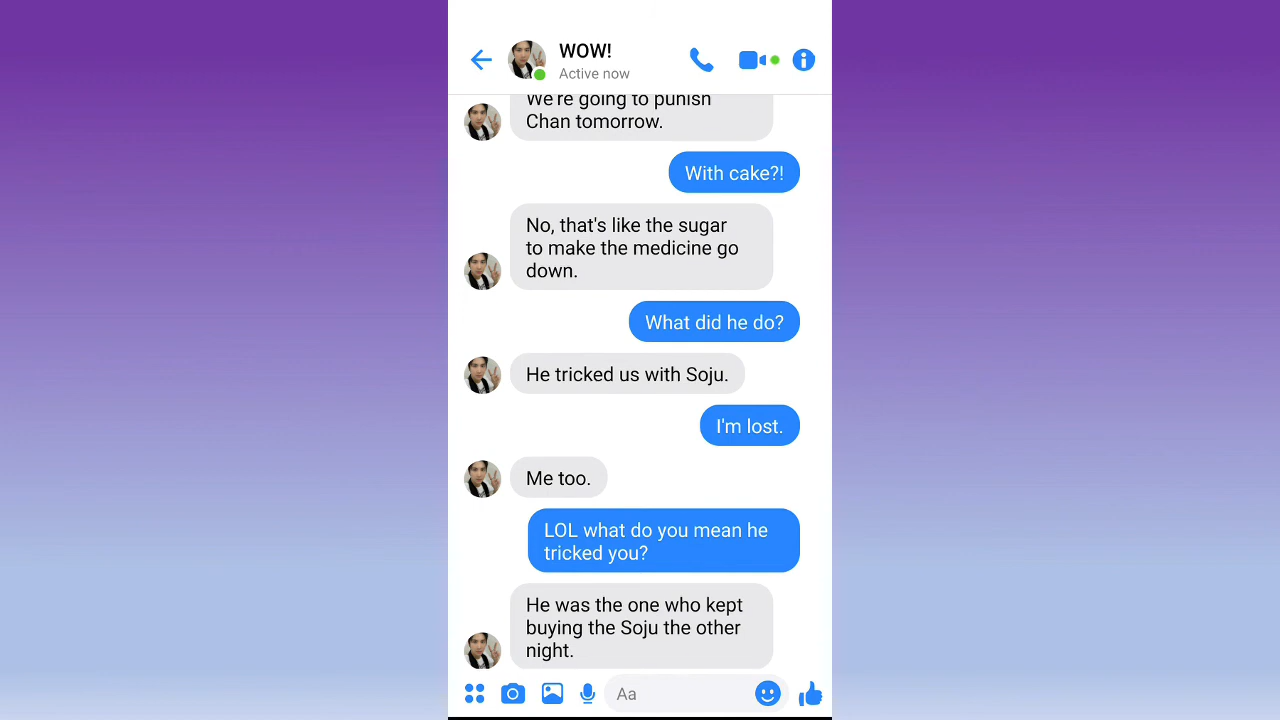 WOW!
Active now
We're going to punish
Chan tomorrow.
With cake?!
No, that's like the sugar
to make the medicine go
down.
What did he do?
He tricked us with Soju.
I'm lost.
Me too.
LOL what do you mean he
tricked you?
He was the one who kept
buying the Soju the other
night.
Aa